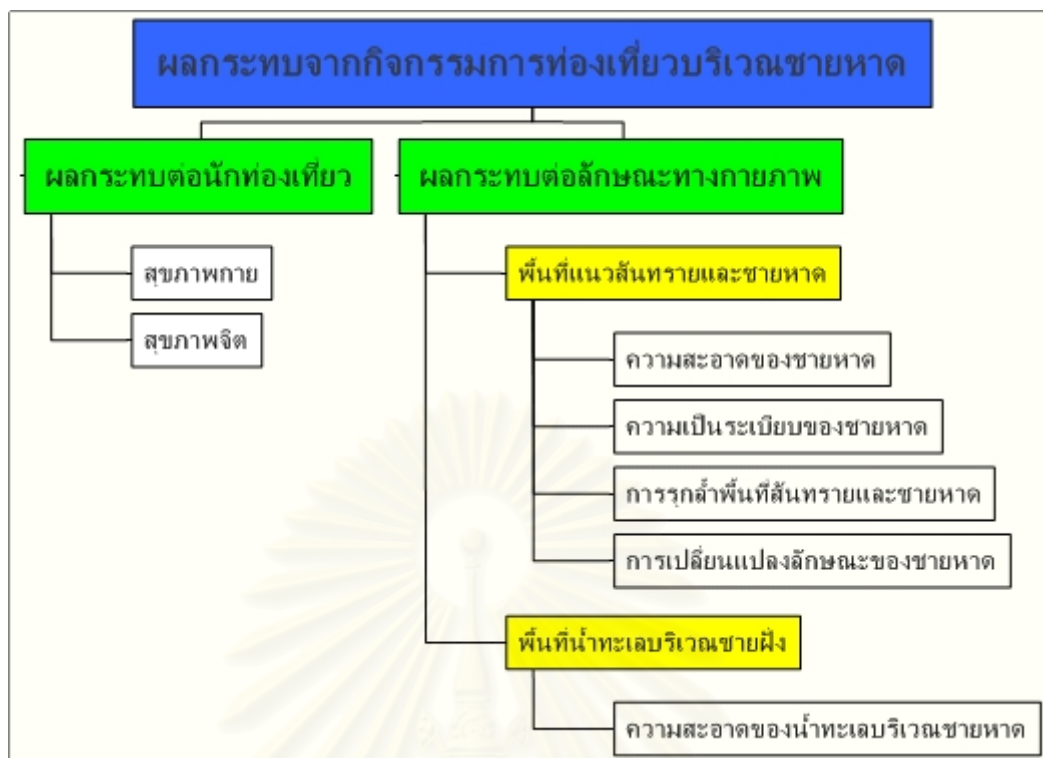 ผลกระทบจากกิจกรรมการท่องเที่ยวบริเวณชายหาด
ผลกระทบต่อนักท่องเที่ยว
ผลกระทบต่อลักษณะทางกายภาพ
สุขภาพกาย
สุขภาพจิต
พื้นที่แนวสันทรายและชายหาด
ความสะอาดของชายหาด
ความเป็นระเบียบของชายหาด
การรุกล้ำพื้นที่สันทรายและชายหาด
การเปลี่ยนแปลงลักษณะของชายหาด
พื้นที่น้ำทะเลบริเวณชายฝั่ง
ความสะอาดของน้ำทะเลบริเวณชายหาด